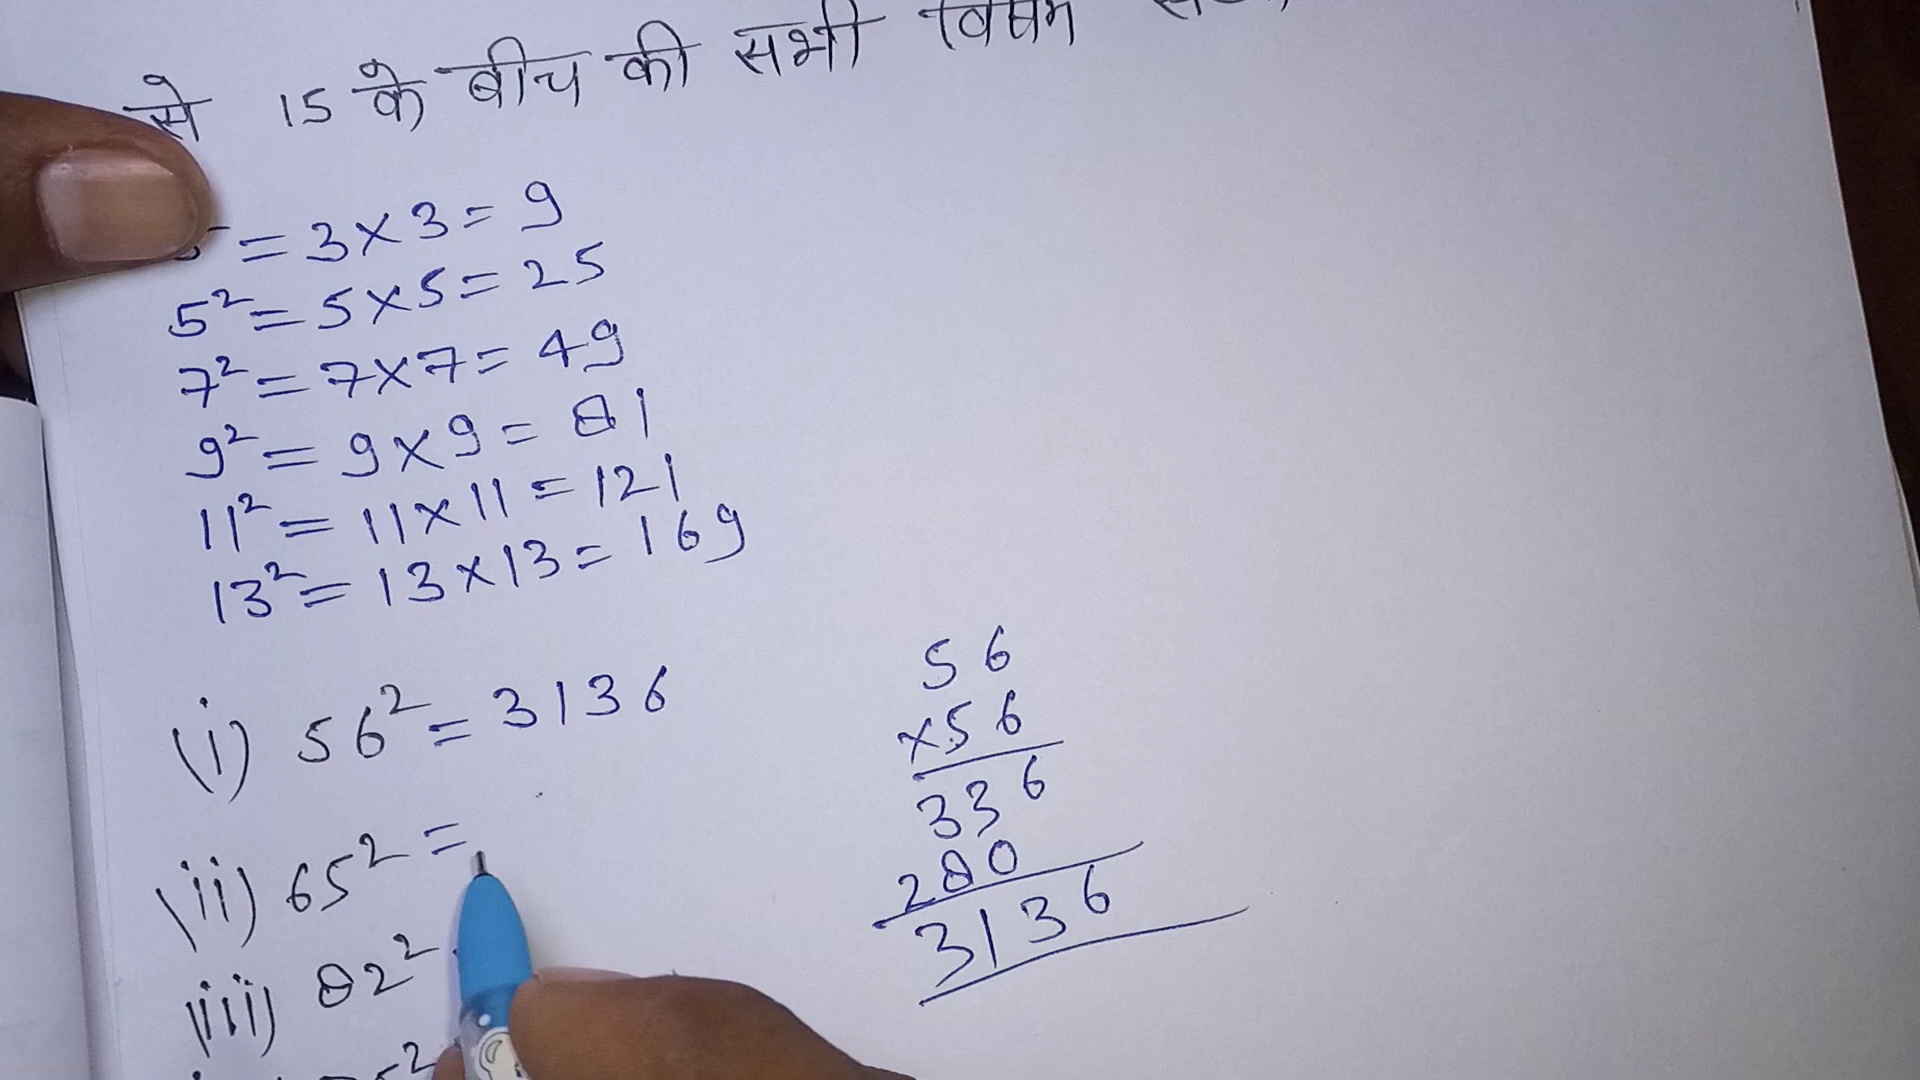 से 15 के बीच की सभी विषम
= 3×3= 9
5² = 5×5= 25
7² = 7×7= 49
9² = 9×9= 81
11² = 11×11 = 121
13² = 13×13= 169
(i) 56² = 3136
(ii) 65² =
(iii) 82²
5²
56
×56
336
280
3136